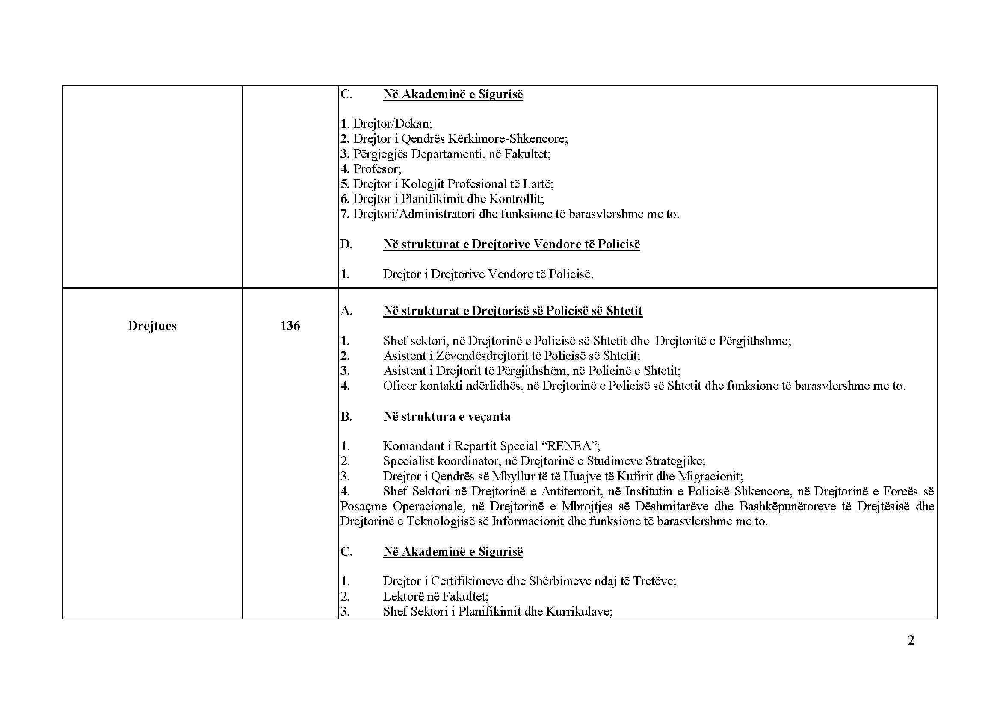 C. Në Akademinë e Sigurisë
1. Drejtor/Dekan;
2. Drejtor i Qendrës Kërkimore-Shkencore;
3. Përgjegjës Departamenti, në Fakultet;
4. Profesor;
5. Drejtor i Kolegjit Profesional të Lartë;
6. Drejtor i Planifikimit dhe Kontrollit;
7. Drejtori/Administratori dhe funksione të barasvlershme me to.
D. Në strukturat e Drejtorive Vendore të Policisë
1. Drejtor i Drejtorive Vendore të Policisë.
Drejtues
136
A. Në strukturat e Drejtorisë së Policisë së Shtetit
1. Shef sektori, në Drejtorinë e Policisë së Shtetit dhe Drejtoritë e Përgjithshme;
2. Asistent i Zëvendësdrejtorit të Policisë së Shtetit;
3. Asistent i Drejtorit të Përgjithshëm, në Policinë e Shtetit;
4. Oficer kontakti ndërlidhës, në Drejtorinë e Policisë së Shtetit dhe funksione të barasvlershme me to.
B. Në struktura e veçanta
1. Komandant i Repartit Special “RENEA”;
2. Specialist koordinator, në Drejtorinë e Studimeve Strategjike;
3. Drejtor i Qendrës së Mbyllur të të Huajve të Kufirit dhe Migracionit;
4. Shef Sektori në Drejtorinë e Antiterrorit, në Institutin e Policisë Shkencore, në Drejtorinë e Forcës së
Posaçme Operacionale, në Drejtorinë e Mbrojtjes së Dëshmitarëve dhe Bashkëpunëtoreve të Drejtësisë dhe
Drejtorinë e Teknologjisë së Informacionit dhe funksione të barasvlershme me to.
C. Në Akademinë e Sigurisë
1. Drejtor i Certifikimeve dhe Shërbimeve ndaj të Tretëve;
2. Lektorë në Fakultet;
3. Shef Sektori i Planifikimit dhe Kurrikulave;
2